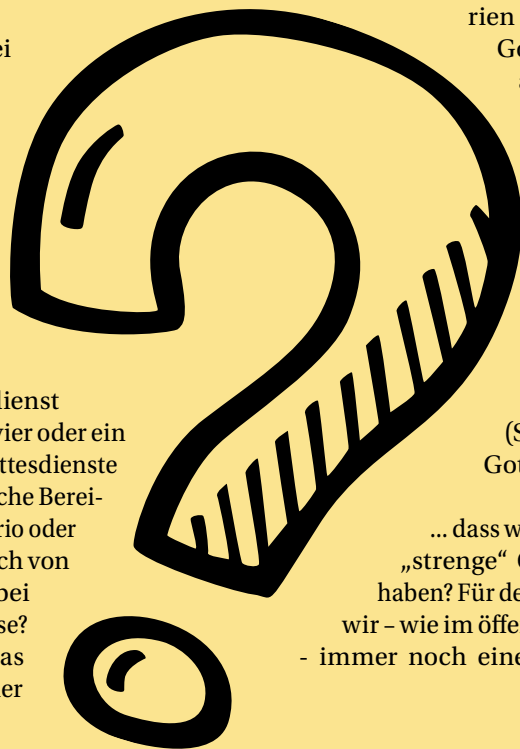 ei
dienst
vier oder ein
ttesdienste
che Berei-
rio oder
ch von
bei
se?
as
er
rien
Go
(S
Got
... dass w
„strenge“
haben? Für de
wir – wie im öffe
- immer noch eine